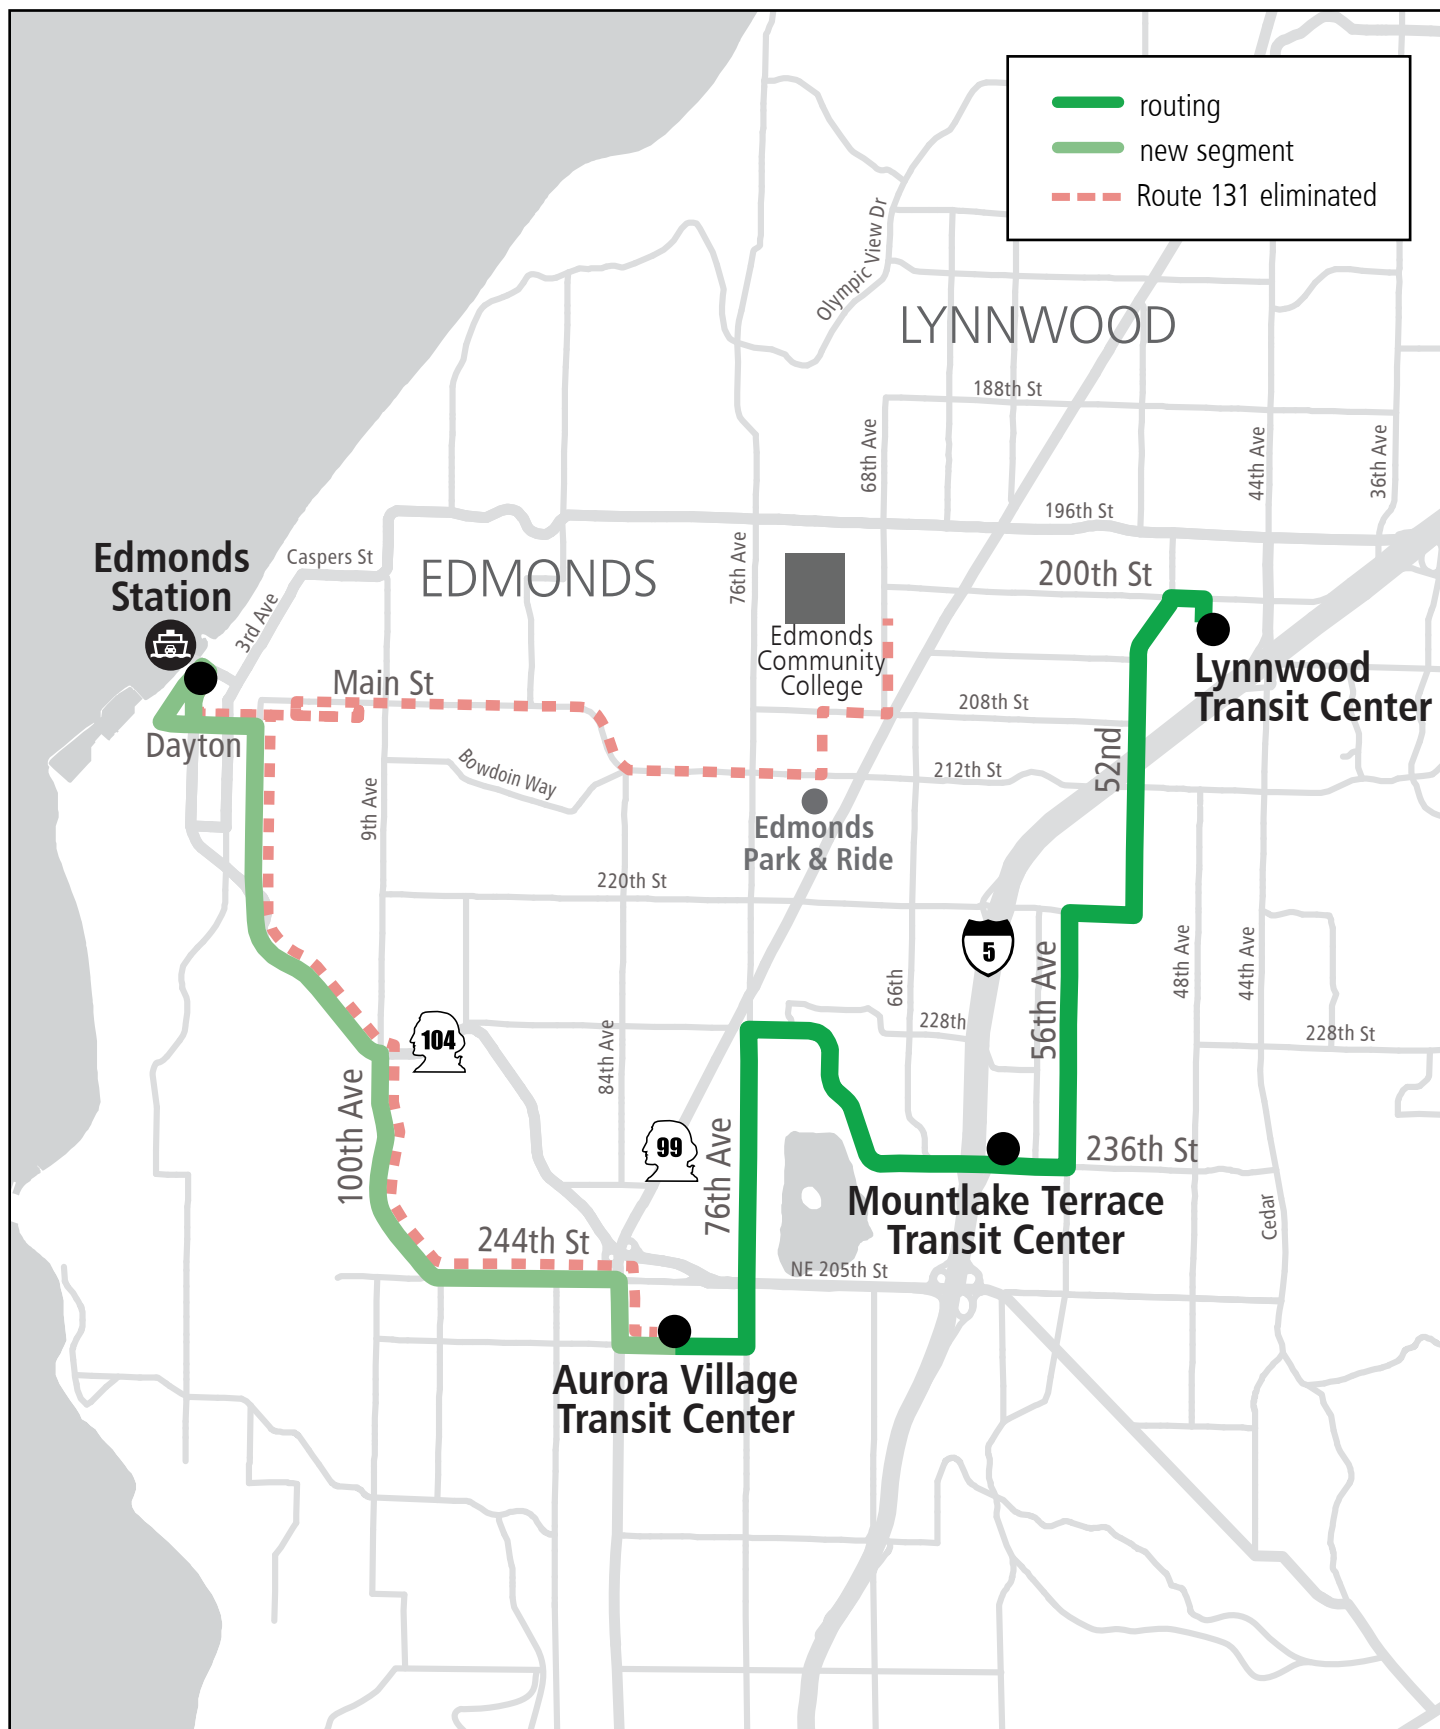 routing
new segment
Route 131 eliminated
Olympic View Dr
LYNNWOOD
188th St
68th Ave
44th Ave
36th Ave
196th St
Edmonds
Station
Caspers St
3rd Ave
EDMONDS
76th Ave
200th St
Edmonds
Community
College
Lynnwood
Transit Center
Main St
208th St
Dayton
Bowdoin Way
212th St
52nd
9th Ave
Edmonds
Park & Ride
220th St
5
56th Ave
48th Ave
44th Ave
66th
228th
228th St
104
84th Ave
100th Ave
99
76th Ave
236th St
Mountlake Terrace
Transit Center
Cedar
244th St
NE 205th St
Aurora Village
Transit Center